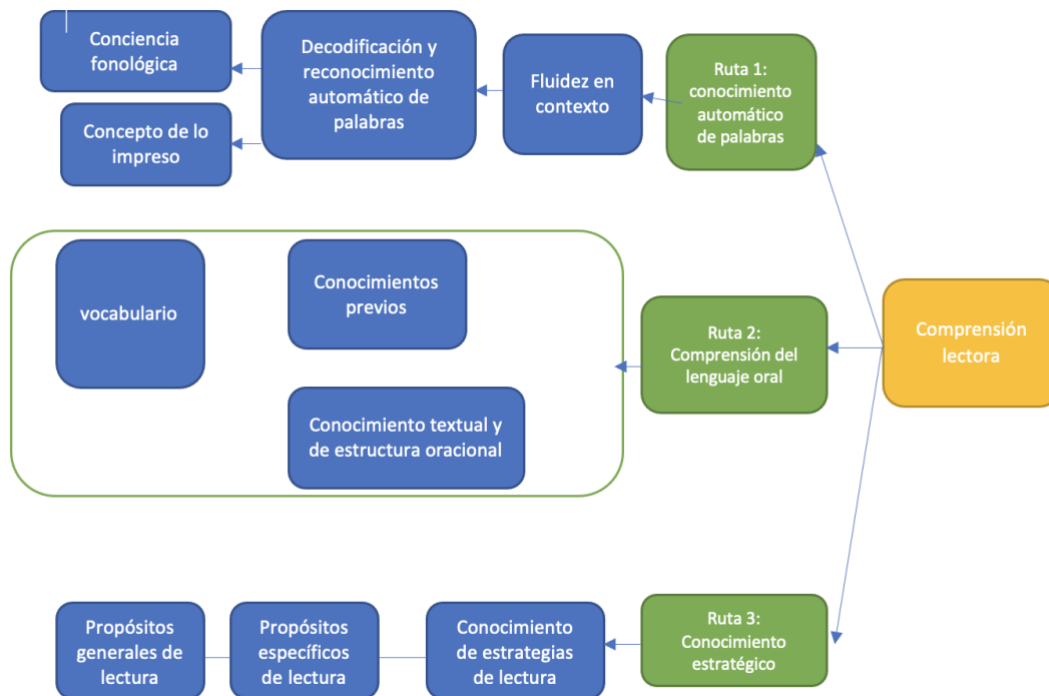 Conciencia
fonológica
Concepto de lo
impreso
Decodificación y
reconocimiento
automático de
palabras
Fluidez en
contexto
Ruta 1:
conocimiento
automático
de palabras
vocabulario
Conocimientos
previos
Conocimiento textual y
de estructura oracional
Ruta 2:
Comprensión del
lenguaje oral
Comprensión
lectora
Propósitos
generales de
lectura
Propósitos
específicos
de lectura
Conocimiento
de estrategias
de lectura
Ruta 3:
Conocimiento
estratégico